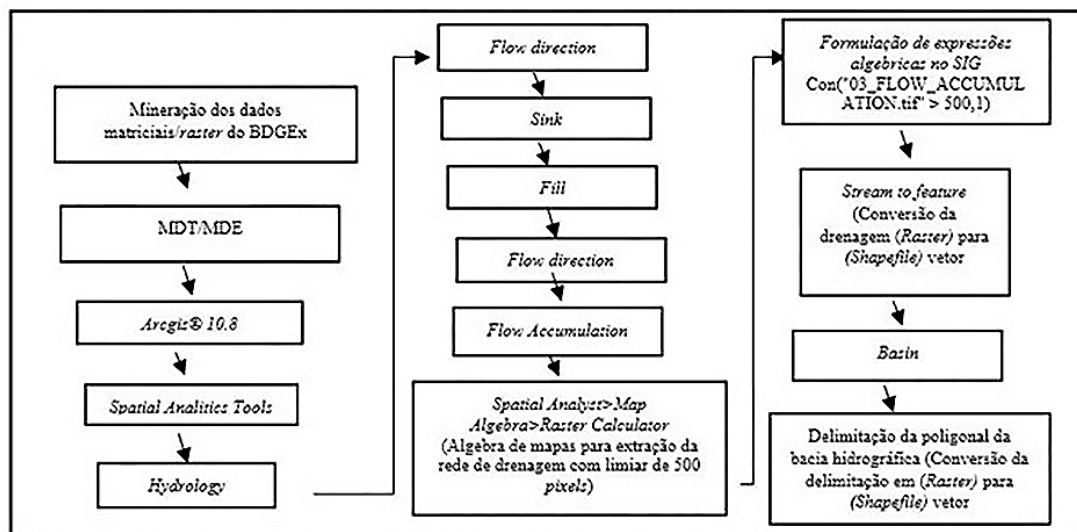 Mineração dos dados
matriciais/raster do BDGEx
MDT/MDE
Arcgis® 10.8
Spatial Analitics Tools
Hydrology
Flow direction
Sink
Fill
Flow direction
Flow Accumulation
Spatial Analyst>Map
Algebra>Raster Calculator
(Algebra de mapas para extração da
rede de drenagem com limiar de 500
pixels)
Formulação de expressões
algebricas no SIG
Con("03_FLOW_ACCUMUL
ATION.tif" > 500,1)
Stream to feature
(Conversão da
drenagem (Raster) para
(Shapefile) vetor
Basin
Delimitação da poligonal da
bacia hidrográfica (Conversão da
delimitação em (Raster) para
(Shapefile) vetor